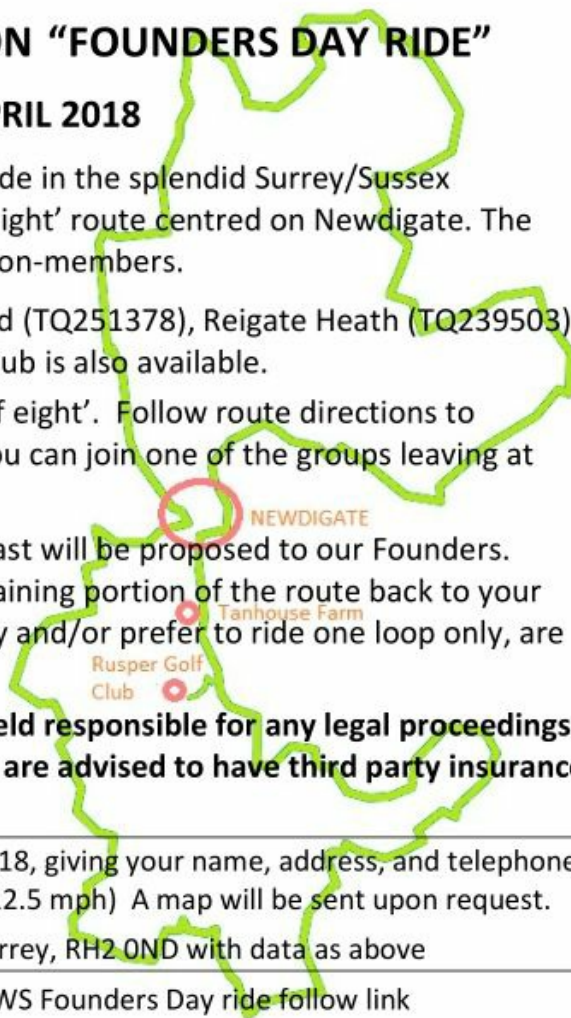 ON “FOUNDERS DAY RIDE”
PRIL 2018
de in the splendid Surrey/Sussex
ight’ route centred on Newdigate. The
on-members.
d (TQ251378), Reigate Heath (TQ239503)
ub is also available.
f eight’. Follow route directions to
ou can join one of the groups leaving at
NEWDIGATE
ast will be proposed to our Founders.
aining portion of the route back to your
Tanhouse Farm
y and/or prefer to ride one loop only, are
Rusper Golf
Club
eld responsible for any legal proceedings
are advised to have third party insurance
18, giving your name, address, and telephone
2.5 mph) A map will be sent upon request.
rrey, RH2 0ND with data as above
WS Founders Day ride follow link